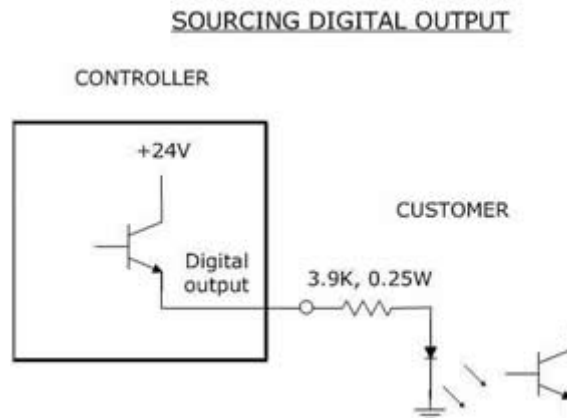 SOURCING DIGITAL OUTPUT
CONTROLLER
+24V
CUSTOMER
Digital
output
3.9K, 0.25W